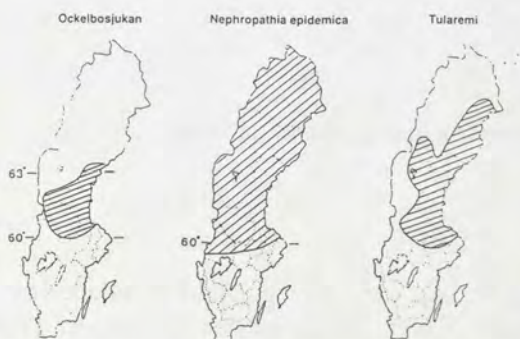 Ockelbosjukan
Nephropathia epidemica
Tularemi
63°
60°
60°